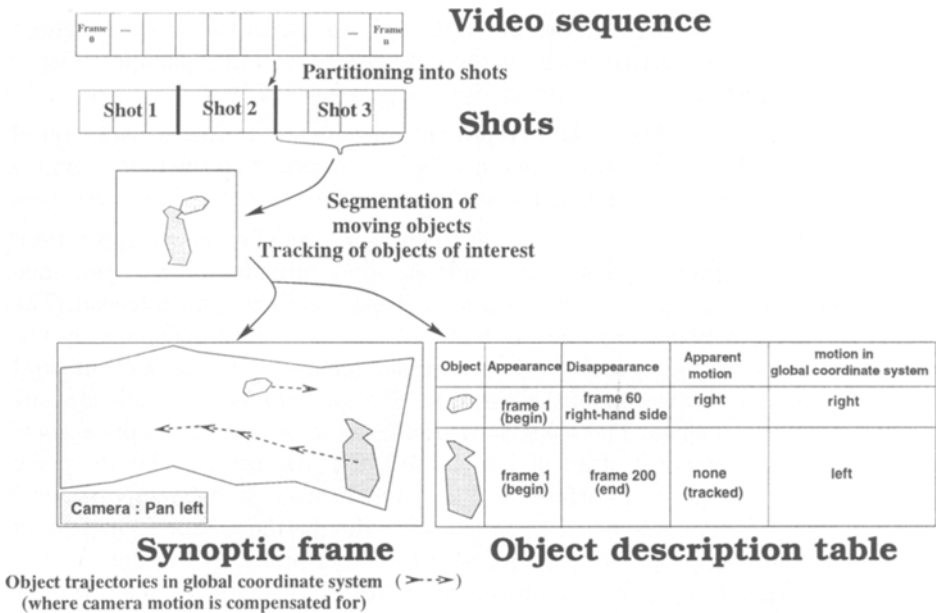 Video sequence
Frame 0 ... ... Frame n
Partitioning into shots
Shot 1 Shot 2 Shot 3
Shots
Segmentation of
moving objects
Tracking of objects of interest
Object Appearance Disappearance Apparent motion motion in global coordinate system
frame 1 (begin) frame 60 right-hand side right right
frame 1 (begin) frame 200 (end) none (tracked) left
Camera : Pan left
Synoptic frame
Object description table
Object trajectories in global coordinate system ( )
(where camera motion is compensated for)